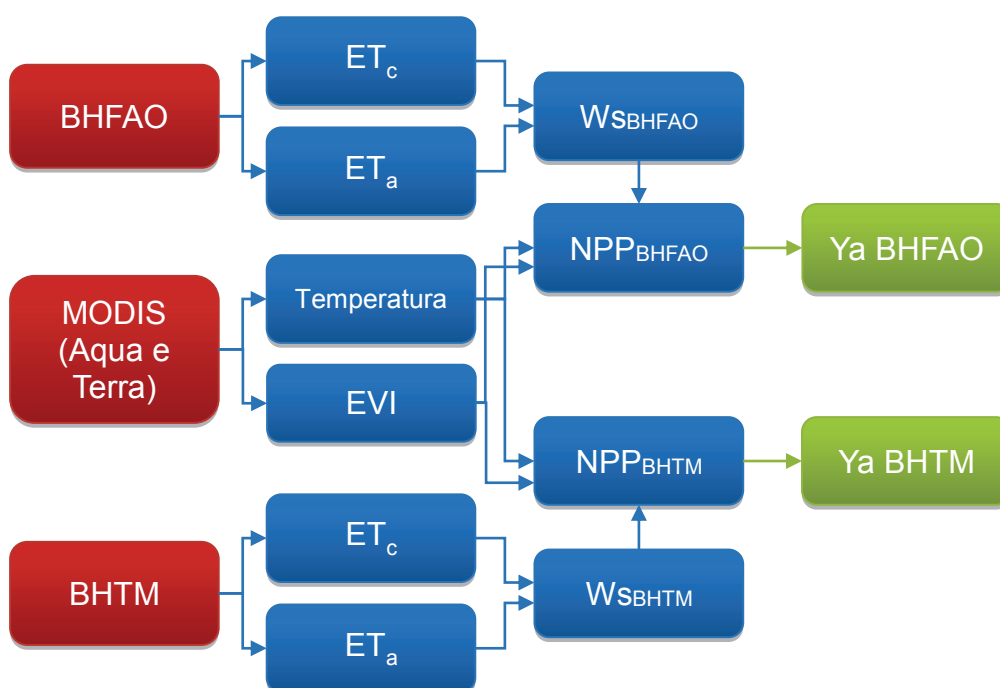 BHFAO
ETc
ETa
WsBHFAO
NPPBHFAO
Ya BHFAO
MODIS
(Aqua e
Terra)
Temperatura
EVI
NPPBHTM
Ya BHTM
BHTM
ETc
ETa
WsBHTM